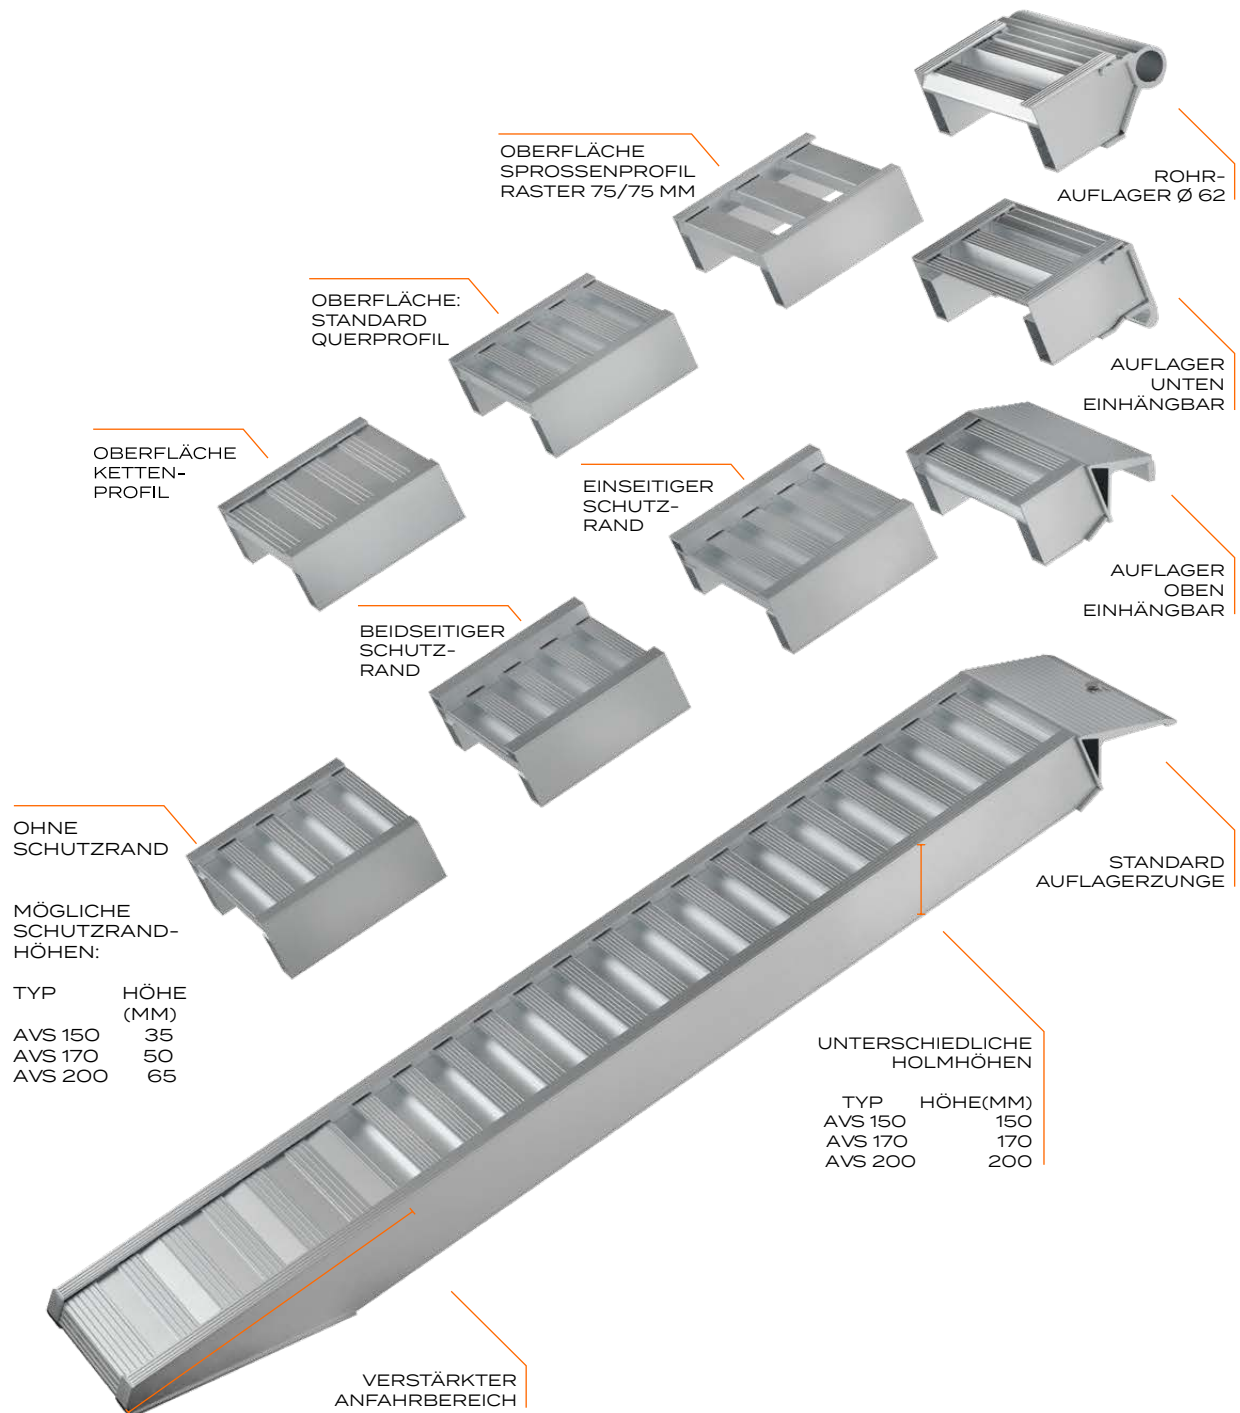 OBERFLÄCHE
SPROSSENPROFIL
RASTER 75/75 MM
ROHR-
AUFLAGER Ø 62
OBERFLÄCHE:
STANDARD
QUERPROFIL
AUFLAGER
UNTEN
EINHÄNGBAR
OBERFLÄCHE
KETTEN-
PROFIL
EINSEITIGER
SCHUTZ-
RAND
AUFLAGER
OBEN
EINHÄNGBAR
BEIDSEITIGER
SCHUTZ-
RAND
OHNE
SCHUTZRAND
STANDARD
AUFLAGERZUNGE
MÖGLICHE
SCHUTZRAND-
HÖHEN:
TYP HÖHE
(MM)
AVS 150 35
AVS 170 50
AVS 200 65
UNTERSCHIEDLICHE
HOLMHÖHEN
TYP HÖHE(MM)
AVS 150 150
AVS 170 170
AVS 200 200
VERSTÄRKTER
ANFAHRBEREICH